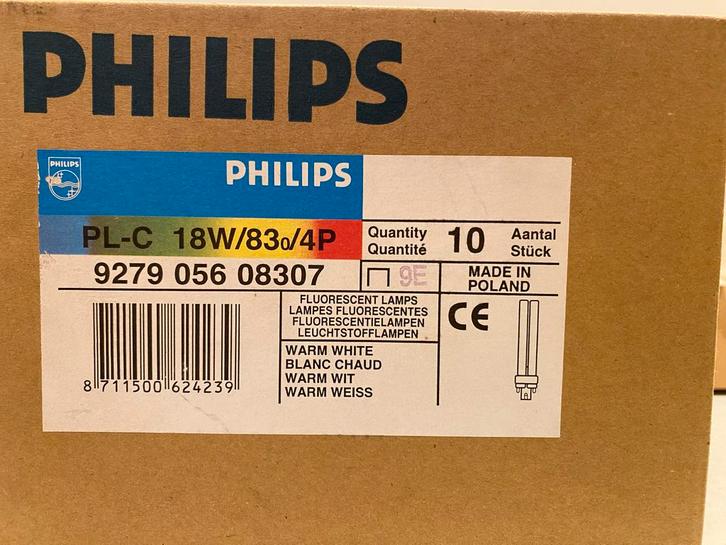 PHILIPS
PHILIPS
PHILIPS
PL-C 18W/830/4P
Quantity
Quantité
10
Aantal
Stück
9279 056 08307
9E
MADE IN
POLAND
FLUORESCENT LAMPS
LAMPES FLUORESCENTES
FLUORESCENTIELAMPEN
LEUCHTSTOFFLAMPEN
CE
WARM WHITE
BLANC CHAUD
WARM WIT
WARM WEISS
8 711500 624239